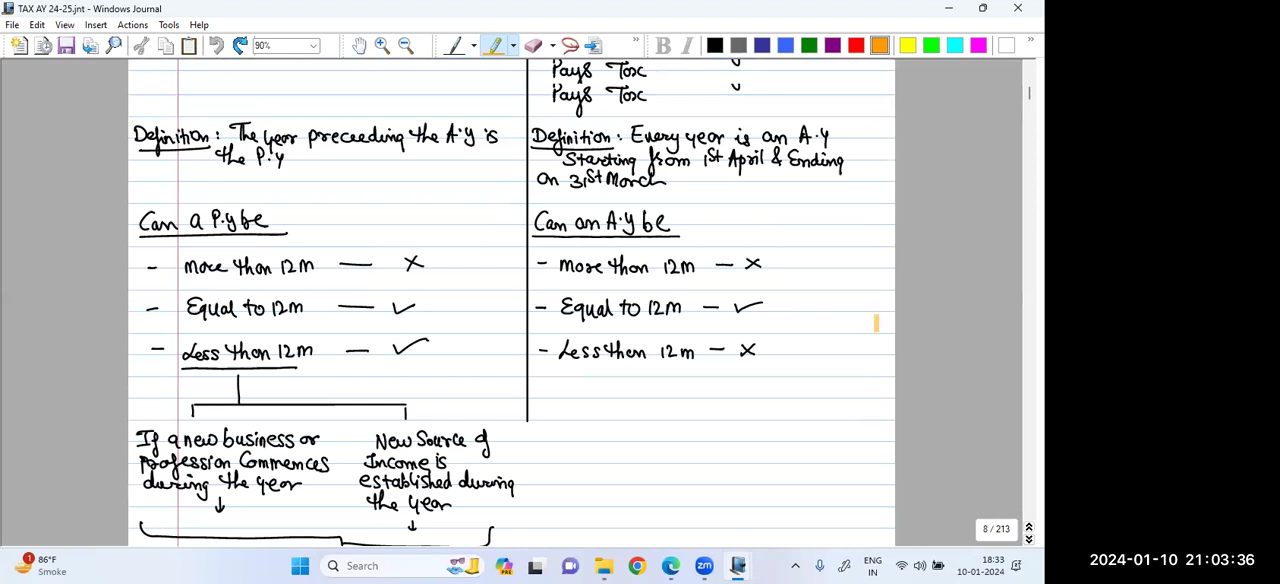 TAX AY 24-25.jnt - Windows Journal
File Edit View Insert Actions Tools Help
90%
Pays Tax
Pays Tax
Definition : The year preceeding the A.Y is
the P.Y
Can a P.Y be
- More than 12M — ×
- Equal to 12M — ✓
- Less than 12M — ✓
If a new business or
profession Commences
during the year
New Source of
Income is
established during
the year
Definition : Every year is an A.Y
Starting from 1st April & Ending
on 31st March
Can an A.Y be
- More than 12M — ×
- Equal to 12M — ✓
- Less then 12M — ×
8 / 213
86°F
Smoke
Search
ENG
IN
18:33
10-01-2024
2024-01-10 21:03:36